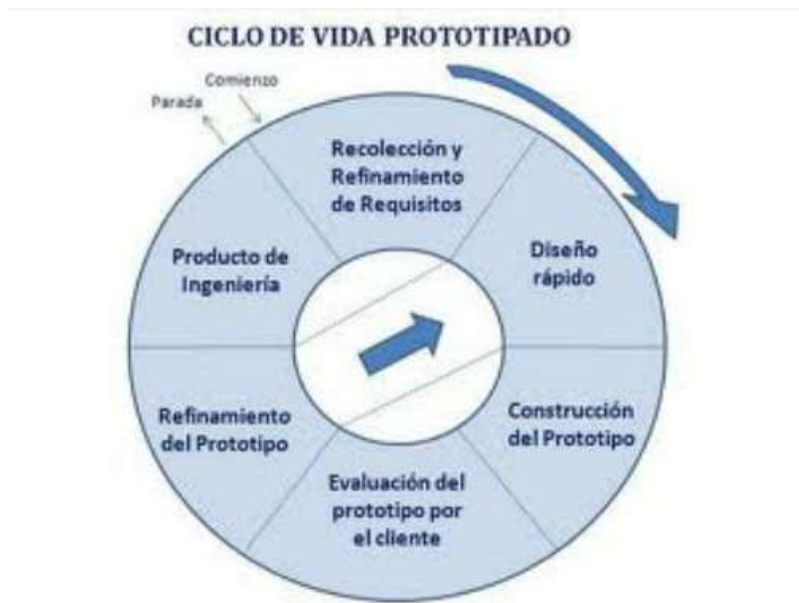 CICLO DE VIDA PROTOTIPADO
Comienzo
Parada
Recolección y
Refinamiento
de Requisitos
Diseño
rápido
Construcción
del Prototipo
Evaluación del
prototipo por
el cliente
Refinamiento
del Prototipo
Producto de
Ingeniería